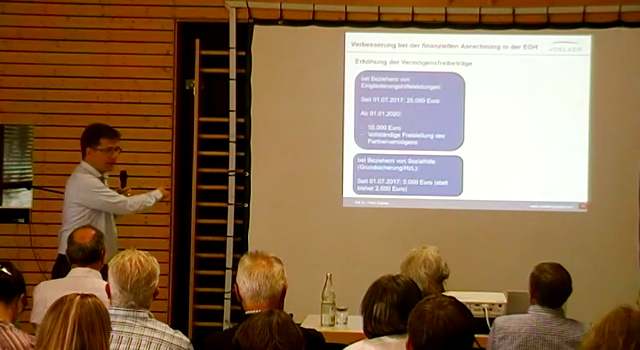 Verbesserung bei der finanziellen Anrechnung in der EGH
VOELKER
Erhöhung der Vermögensfreibeträge
bei Beziehern von
Eingliederungshilfeleistungen:
Seit 01.07.2017: 25.000 Euro
Ab 01.01.2020:
50.000 Euro
Vollständige Freistellung des
Partnervermögens
bei Beziehern von Sozialhilfe
(Grundsicherung/HzL):
Seit 01.07.2017: 5.000 Euro (statt
bisher 2.600 Euro)